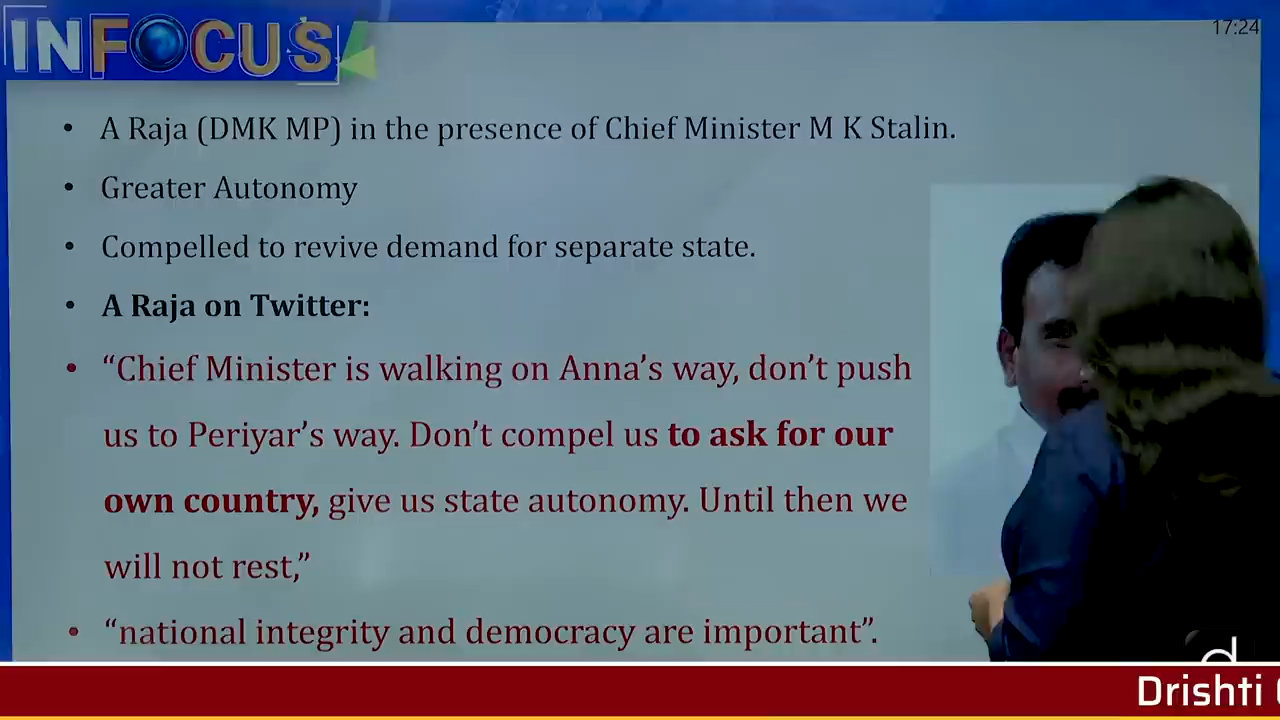 INFOCUS
17:24
• A Raja (DMK MP) in the presence of Chief Minister M K Stalin.
• Greater Autonomy
• Compelled to revive demand for separate state.
• A Raja on Twitter:
• “Chief Minister is walking on Anna’s way, don’t push
us to Periyar’s way. Don’t compel us to ask for our
own country, give us state autonomy. Until then we
will not rest,”
• “national integrity and democracy are important”.
Drishti